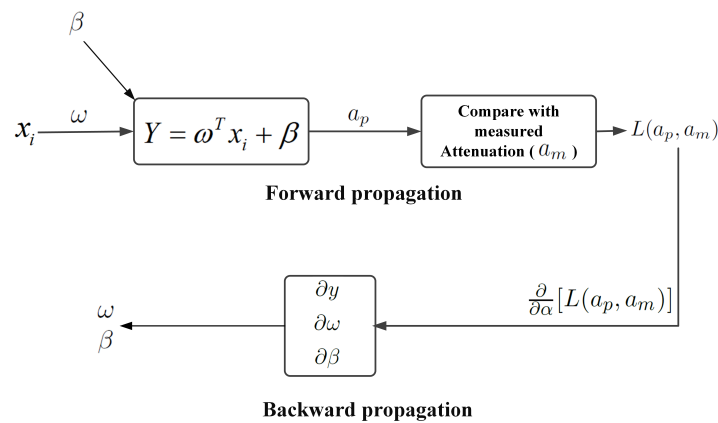 β
x_i ω Y = ω^T x_i + β a_p Compare with
measured
Attenuation ( a_m ) L(a_p, a_m)
Forward propagation
∂/∂α [L(a_p, a_m)]
∂y
∂ω
∂β
ω
β
Backward propagation